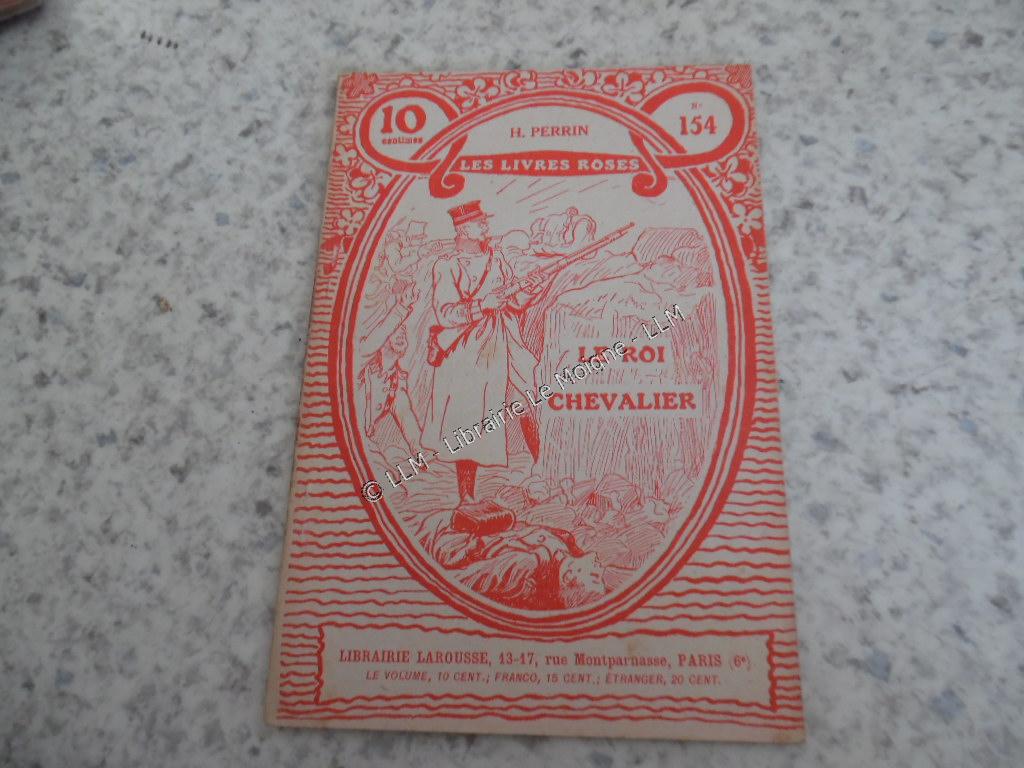 10
centimes
H. PERRIN
N°
154
LES LIVRES ROSES
LE ROI
CHEVALIER
© LLM - Librairie Le Moigne - LLM
LIBRAIRIE LAROUSSE, 13-17, rue Montparnasse, PARIS (6e)
LE VOLUME, 10 CENT.; FRANCO, 15 CENT.; ÉTRANGER, 20 CENT.